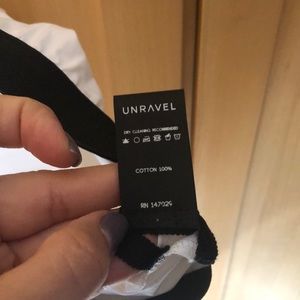 UNRAVEL
DRY CLEANING RECOMMENDED
COTTON 100%
RN 147029